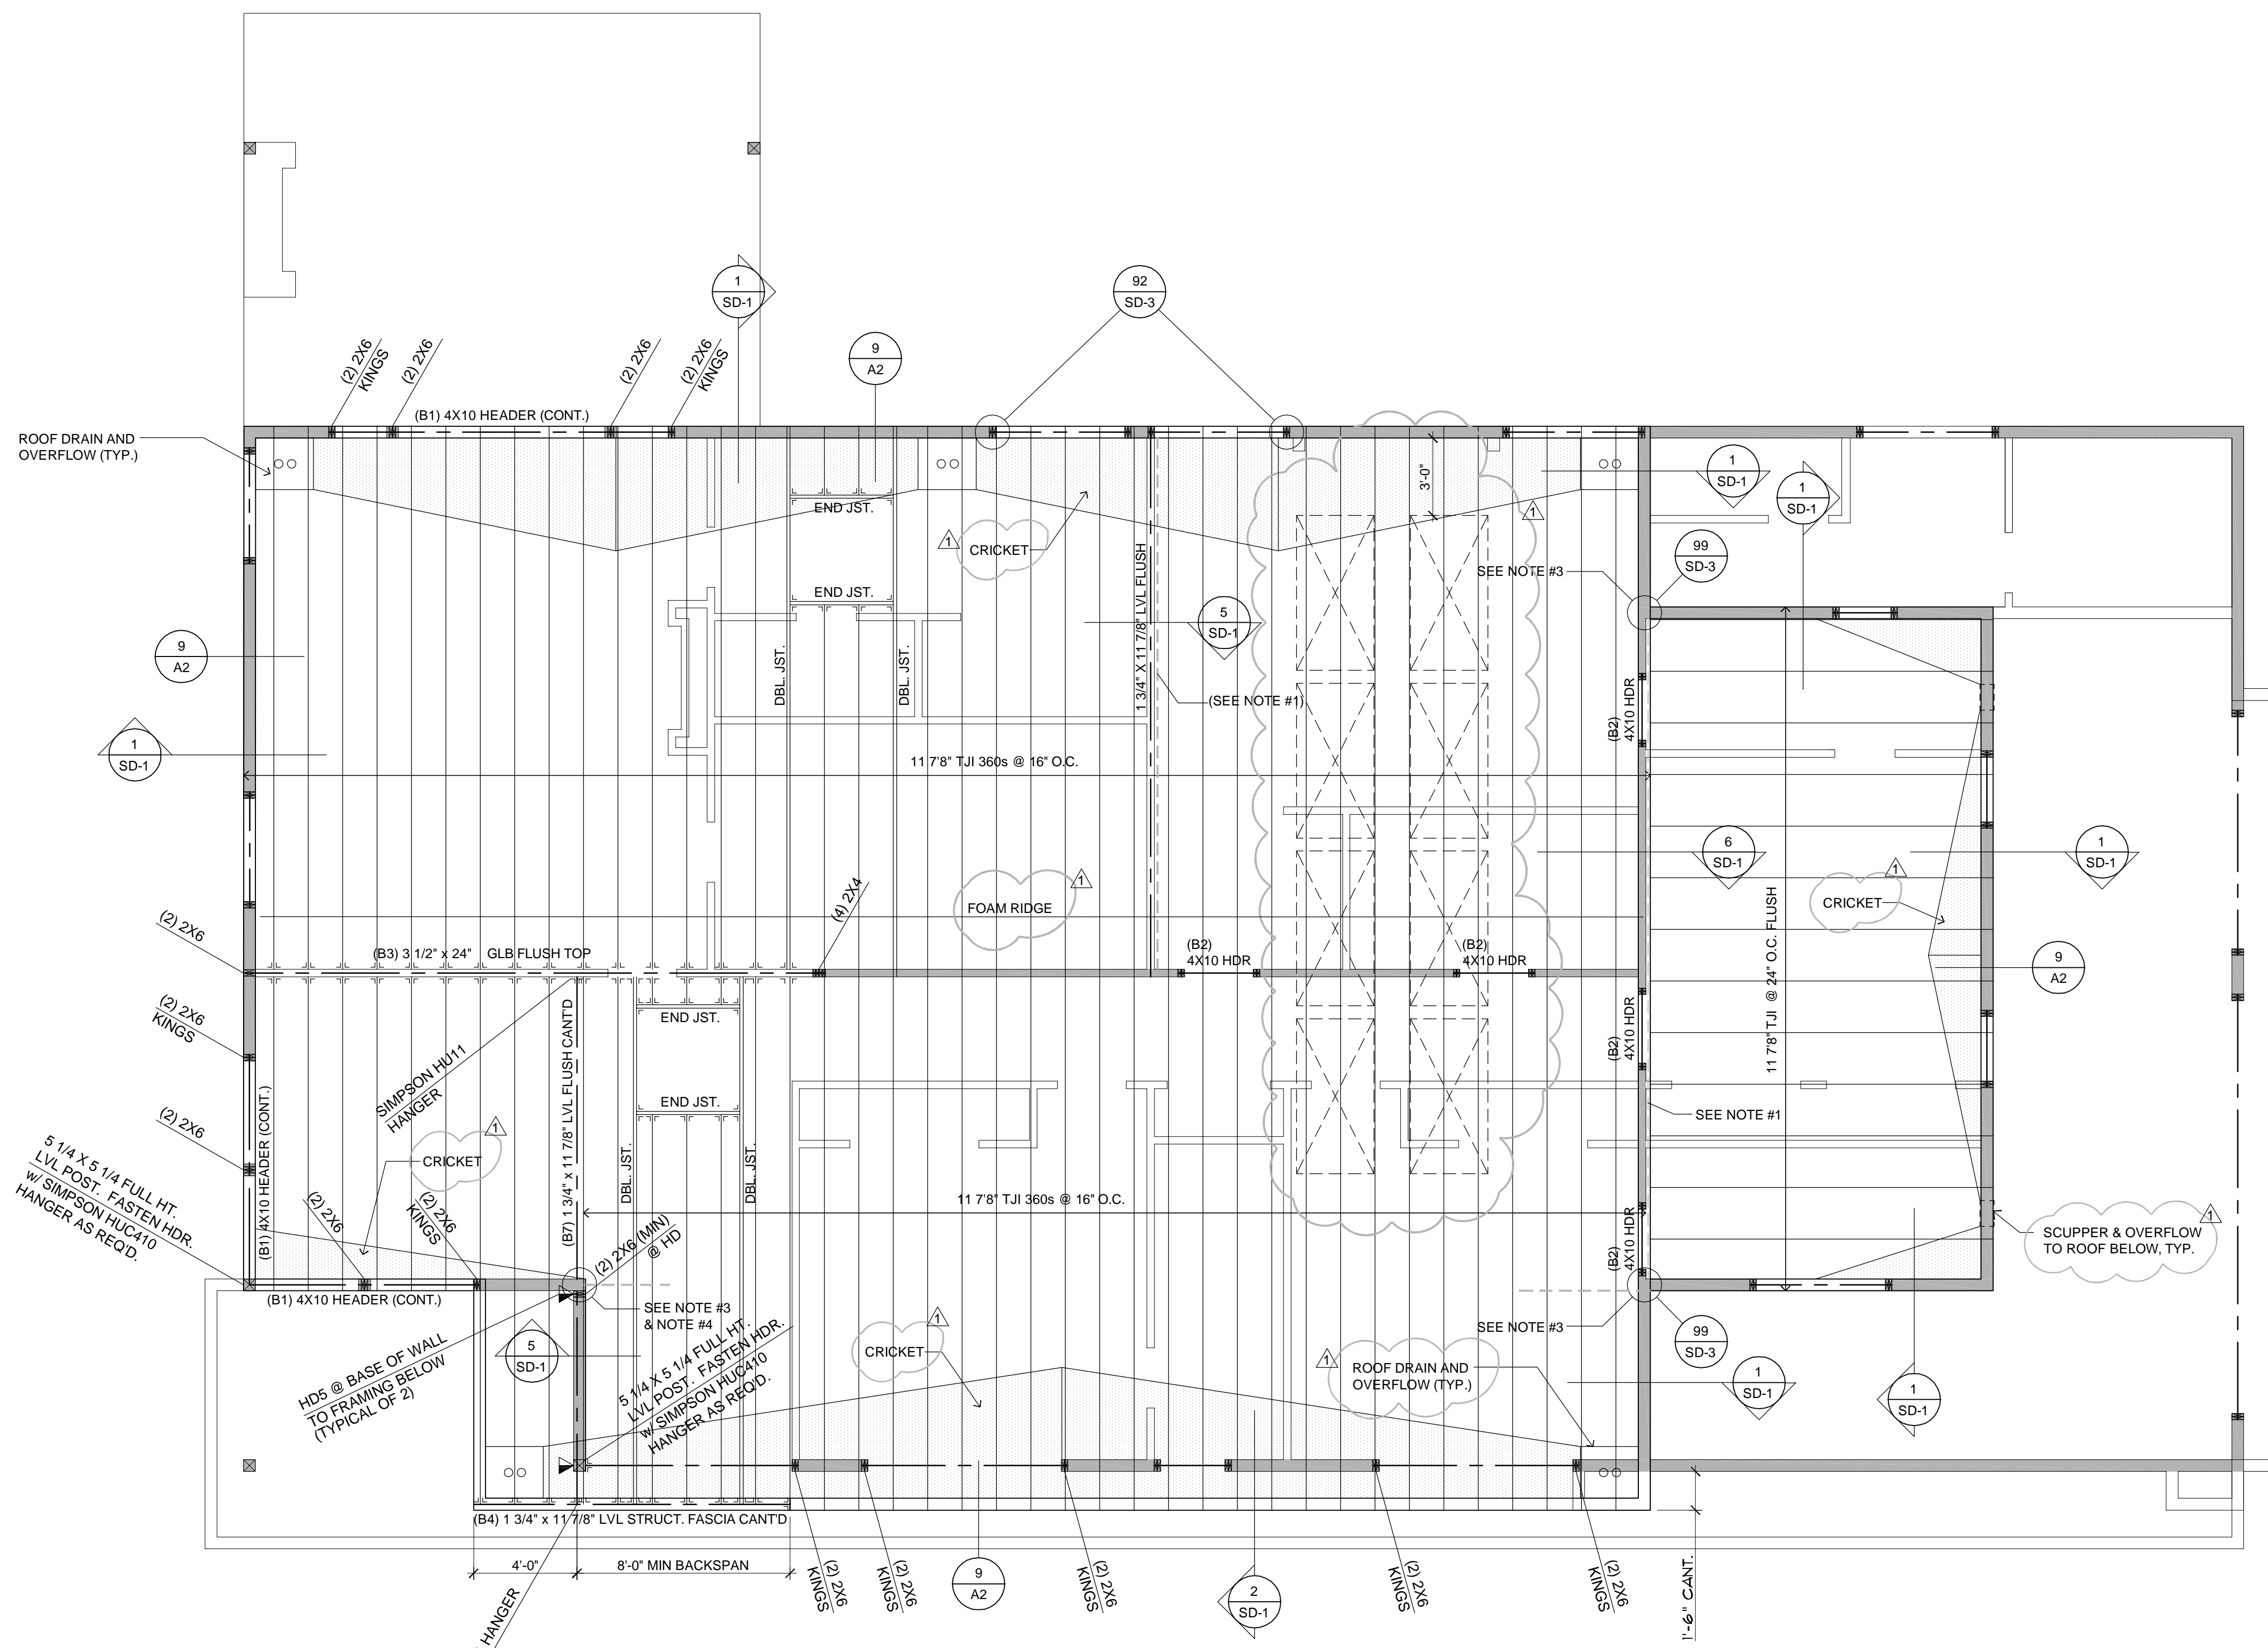 1
SD-1
92
SD-3
9
A2
(2) 2X6
KINGS
(2) 2X6
(2) 2X6
(2) 2X6
KINGS
(B1) 4X10 HEADER (CONT.)
ROOF DRAIN AND
OVERFLOW (TYP.)
3'-0"
1
SD-1
1
SD-1
END JST.
1
CRICKET
1
99
SD-3
SEE NOTE #3
END JST.
1 3/4" X 11 7/8" LVL FLUSH
5
SD-1
9
A2
DBL. JST.
DBL. JST.
(SEE NOTE #1)
(B2)
4X10 HDR
1
SD-1
11 7'8" TJI 360s @ 16" O.C.
6
SD-1
1
SD-1
FOAM RIDGE
1
(4) 2X4
1
CRICKET
11 7'8" TJI @ 24" O.C. FLUSH
9
A2
(2) 2X6
(B3) 3 1/2" x 24" GLB FLUSH TOP
(B2)
4X10 HDR
(B2)
4X10 HDR
(2) 2X6
KINGS
END JST.
(B7) 1 3/4" x 11 7/8" LVL FLUSH CANT'D
(B2)
4X10 HDR
SIMPSON HU11
HANGER
END JST.
SEE NOTE #1
(2) 2X6
1
CRICKET
DBL. JST.
DBL. JST.
(B1) 4X10 HEADER (CONT.)
5 1/4 X 5 1/4 FULL HT.
LVL POST. FASTEN HDR.
w/ SIMPSON HUC410
HANGER AS REQ'D.
(2) 2X6
(2) 2X6
KINGS
11 7'8" TJI 360s @ 16" O.C.
(B2)
4X10 HDR
(2) 2X6 (MIN)
@ HD
SCUPPER & OVERFLOW
TO ROOF BELOW, TYP.
1
(B1) 4X10 HEADER (CONT.)
SEE NOTE #3
& NOTE #4
SEE NOTE #3
99
SD-3
HD5 @ BASE OF WALL
TO FRAMING BELOW
(TYPICAL OF 2)
5
SD-1
5 1/4 X 5 1/4 FULL HT.
LVL POST. FASTEN HDR.
w/ SIMPSON HUC410
HANGER AS REQ'D.
1
CRICKET
1
ROOF DRAIN AND
OVERFLOW (TYP.)
1
SD-1
1
SD-1
(B4) 1 3/4" x 11 7/8" LVL STRUCT. FASCIA CANT'D
4'-0"
8'-0" MIN BACKSPAN
HANGER
(2) 2X6
KINGS
(2) 2X6
KINGS
9
A2
(2) 2X6
KINGS
2
SD-1
(2) 2X6
KINGS
(2) 2X6
KINGS
1'-6" CANT.